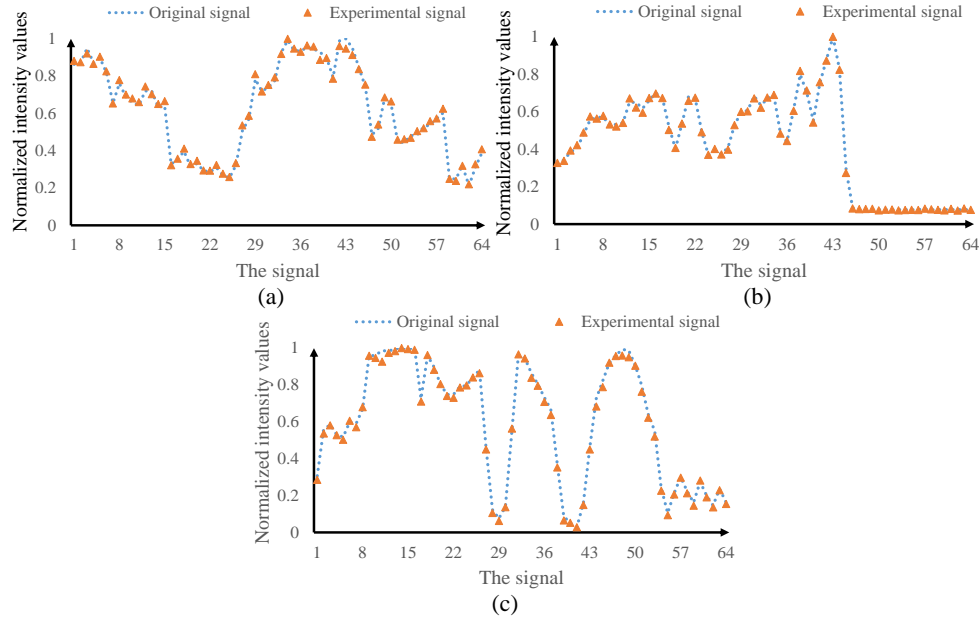 Original signal Experimental signal
Normalized intensity values
1
0.8
0.6
0.4
0.2
0
1 8 15 22 29 36 43 50 57 64
The signal
(a)
Original signal Experimental signal
Normalized intensity values
1
0.8
0.6
0.4
0.2
0
1 8 15 22 29 36 43 50 57 64
The signal
(b)
Original signal Experimental signal
Normalized intensity values
1
0.8
0.6
0.4
0.2
0
1 8 15 22 29 36 43 50 57 64
The signal
(c)